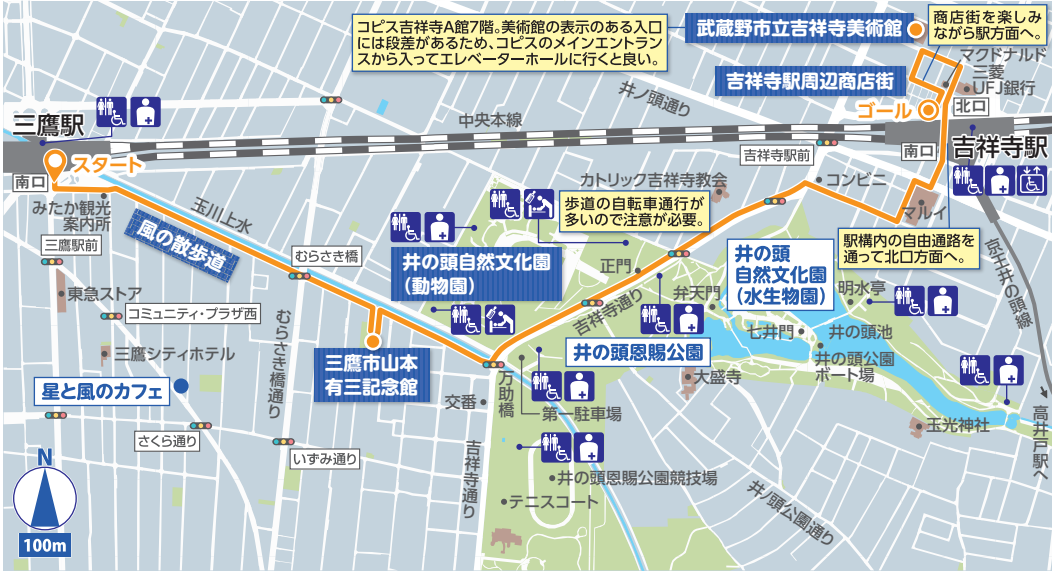 コピス吉祥寺A館7階。美術館の表示のある入口
には段差があるため、コピスのメインエントラン
スから入ってエレベーターホールに行くと良い。
武蔵野市立吉祥寺美術館
商店街を楽しみ
ながら駅方面へ。
吉祥寺駅周辺商店街
マクドナルド
三菱
UFJ銀行
ゴール
北口
井ノ頭通り
中央本線
三鷹駅
スタート
南口
吉祥寺駅前
南口
吉祥寺駅
みたか観光
案内所
玉川上水
カトリック吉祥寺教会
コンビニ
マルイ
歩道の自転車通行が
多いので注意が必要。
風の散歩道
三鷹駅前
むらさき橋
井の頭自然文化園
(動物園)
正門
井の頭
自然文化園
(水生物園)
駅構内の自由通路を
通って北口方面へ。
京王井の頭線
東急ストア
コミュニティ・プラザ西
むらさき橋通り
吉祥寺通り
弁天門
明水亭
七井門
井の頭池
三鷹シティホテル
三鷹市山本
有三記念館
井の頭恩賜公園
井の頭公園
ボート場
星と風のカフェ
万助橋
大盛寺
交番
第一駐車場
玉光神社
高井戸駅へ
さくら通り
いずみ通り
吉祥寺通り
井の頭恩賜公園競技場
テニスコート
井ノ頭公園通り
N
100m